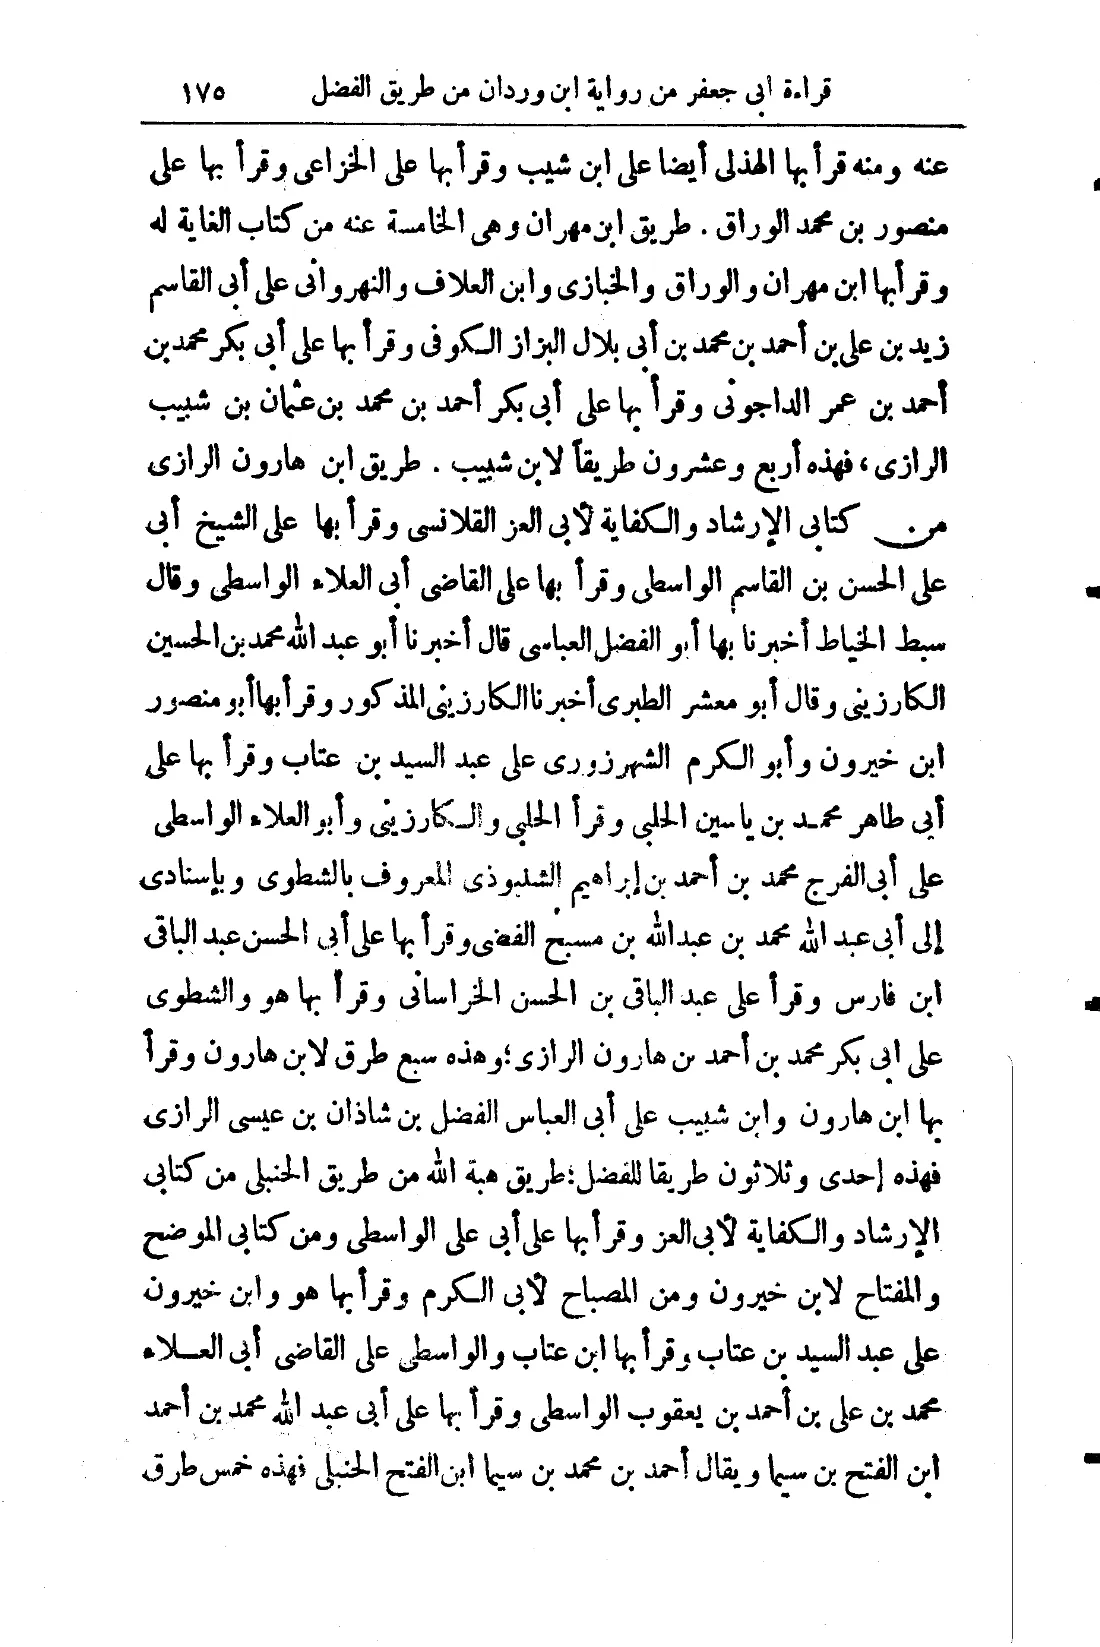 قراءة ابى جعفر من رواية ابن وردان من طريق الفضل ١٧٥
عنه ومنه قرأ بها الهذلى أيضا على ابن شيب وقرأ بها على الخزاعى وقرأ بها على
منصور بن محمد الوراق . طريق ابن مهران وهى الخامسة عنه من كتاب الغاية له
وقرأبها ابن مهران والوراق والخبازى وابن العلاف والنهروانى على أبى القاسم
زيد بن على بن أحمد بن محمد بن أبى بلال البزاز الكوفى وقرأ بها على أبى بكر محمد بن
أحمد بن عمر الداجونى وقرأ بها على أبى بكر أحمد بن محمد بن عثمان بن شبيب
الرازى، فهذه أربع وعشرون طريقاً لابن شبيب . طريق ابن هارون الرازى
من كتابى الإرشاد والكفاية لأبى العز القلانسى وقرأ بها على الشيخ أبى
على الحسن بن القاسم الواسطى وقرأ بها على القاضى أبى العلاء الواسطى وقال
سبط الخياط أخبرنا بها أبو الفضل العباسى قال أخبرنا أبو عبد الله محمد بن الحسين
الكارزينى وقال أبو معشر الطبرى أخبرنا الكارزينى المذكور وقرأبها أبو منصور
ابن خيرون وأبو الكرم الشهرزورى على عبد السيد بن عتاب وقرأ بها على
أبى طاهر محمد بن ياسين الحلبى وقرأ الحلبى والكارزينى وأبو العلاء الواسطى
على أبى الفرج محمد بن أحمد بن إبراهيم الشنبوذى المعروف بالشطوى وبإسنادى
إلى أبى عبد الله محمد بن عبد الله بن مسبح الفضى وقرأ بها على أبى الحسن عبد الباقى
ابن فارس وقرأ على عبد الباقى بن الحسن الخراسانى وقرأ بها هو والشطوى
على ابى بكر محمد بن أحمد بن هارون الرازى؛ وهذه سبع طرق لابن هارون وقرأ
بها ابن هارون وابن شبيب على أبى العباس الفضل بن شاذان بن عيسى الرازى
فهذه إحدى وثلاثون طريقا للفضل؛ طريق هبة الله من طريق الحنبلى من كتابى
الإرشاد والكفاية لأبى العز وقرأ بها على أبى على الواسطى ومن كتابى الموضح
والمفتاح لابن خيرون ومن المصباح لأبى الكرم وقرأ بها هو وابن خيرون
على عبد السيد بن عتاب وقرأ بها ابن عتاب والواسطى على القاضى أبى العلاء
محمد بن على بن أحمد بن يعقوب الواسطى وقرأ بها على أبى عبد الله محمد بن أحمد
ابن الفتح بن سيما ويقال أحمد بن محمد بن سيما ابن الفتح الحنبلى فهذه خمس طرق